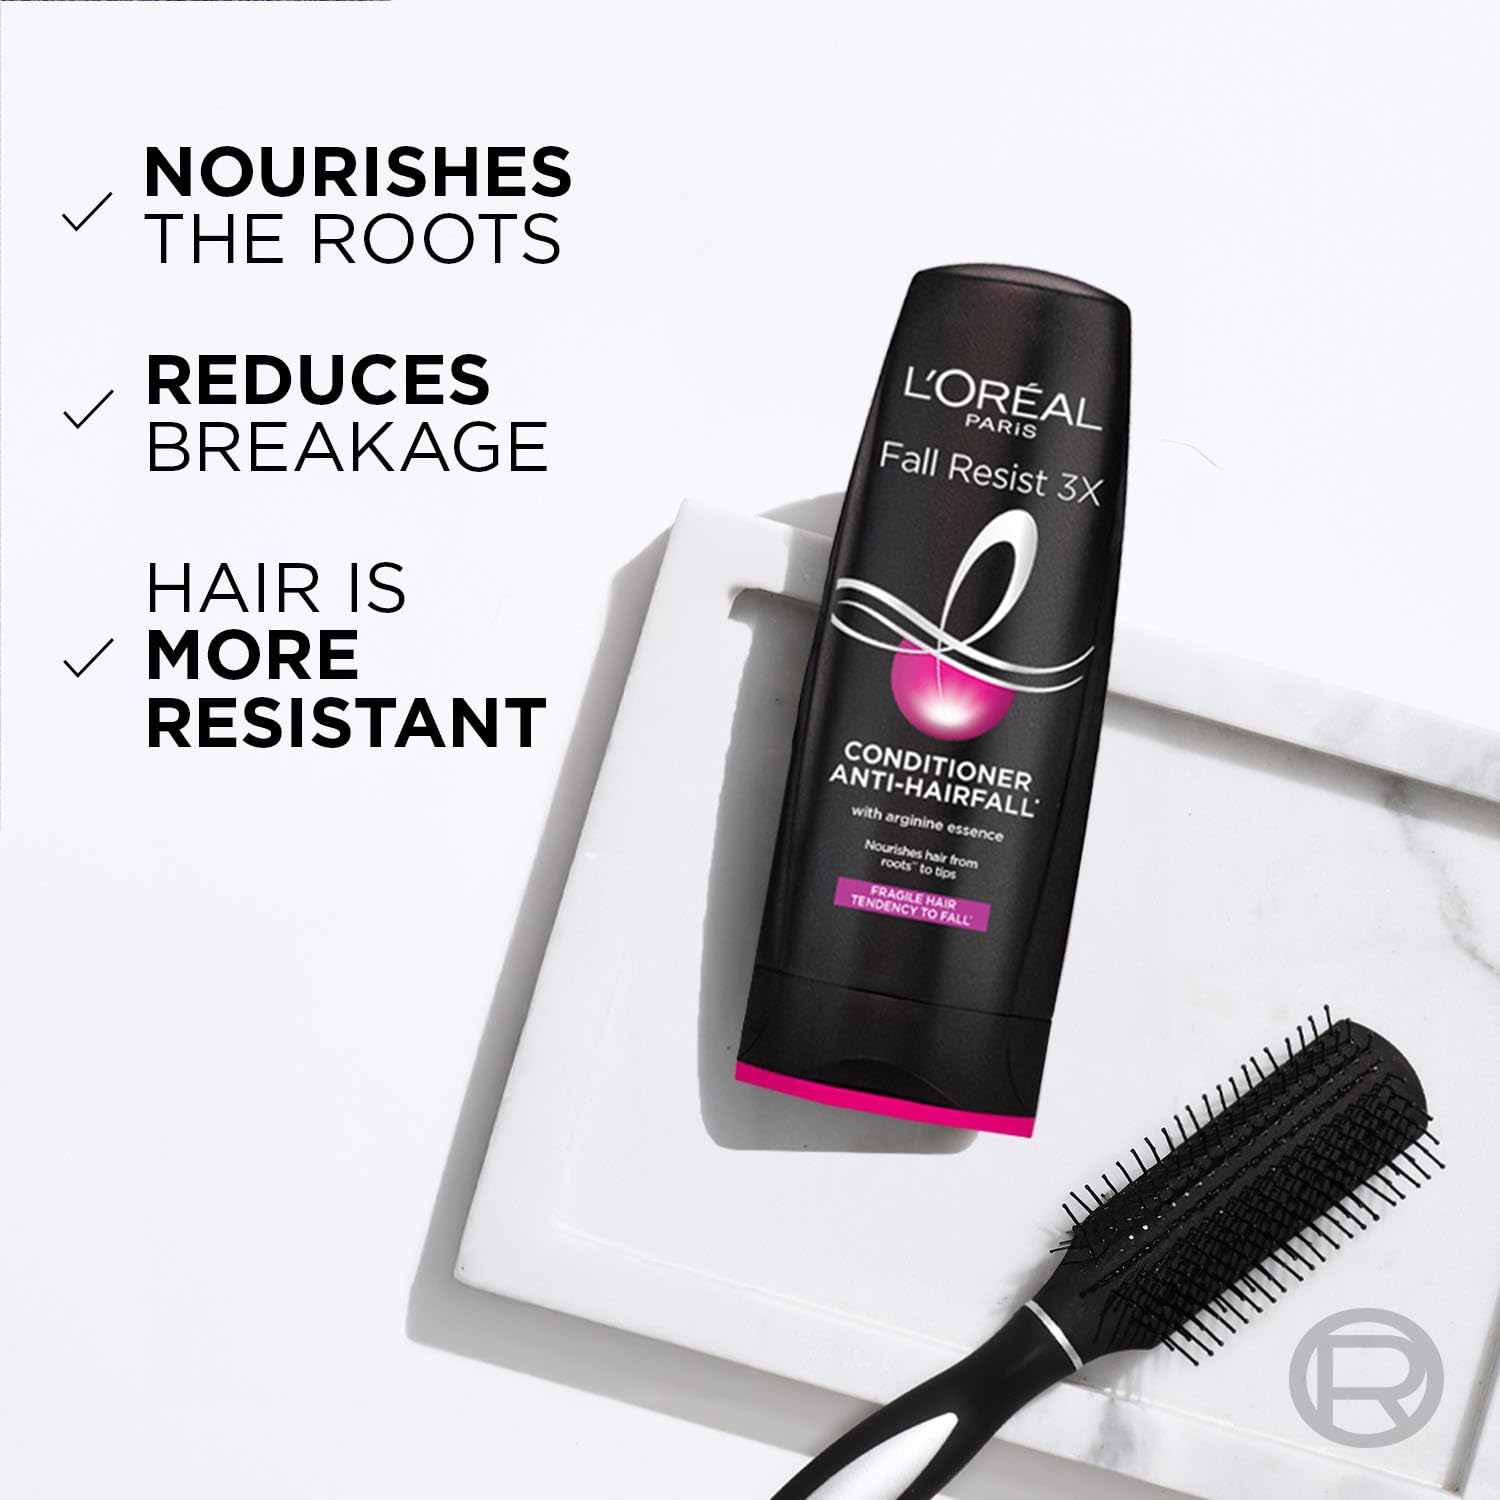 NOURISHES
THE ROOTS
REDUCES
BREAKAGE
HAIR IS
MORE
RESISTANT
L'ORÉAL
PARIS
Fall Resist 3X
CONDITIONER
ANTI-HAIRFALL*
with arginine essence
Nourishes hair from
roots** to tips
FRAGILE HAIR
TENDENCY TO FALL*
R